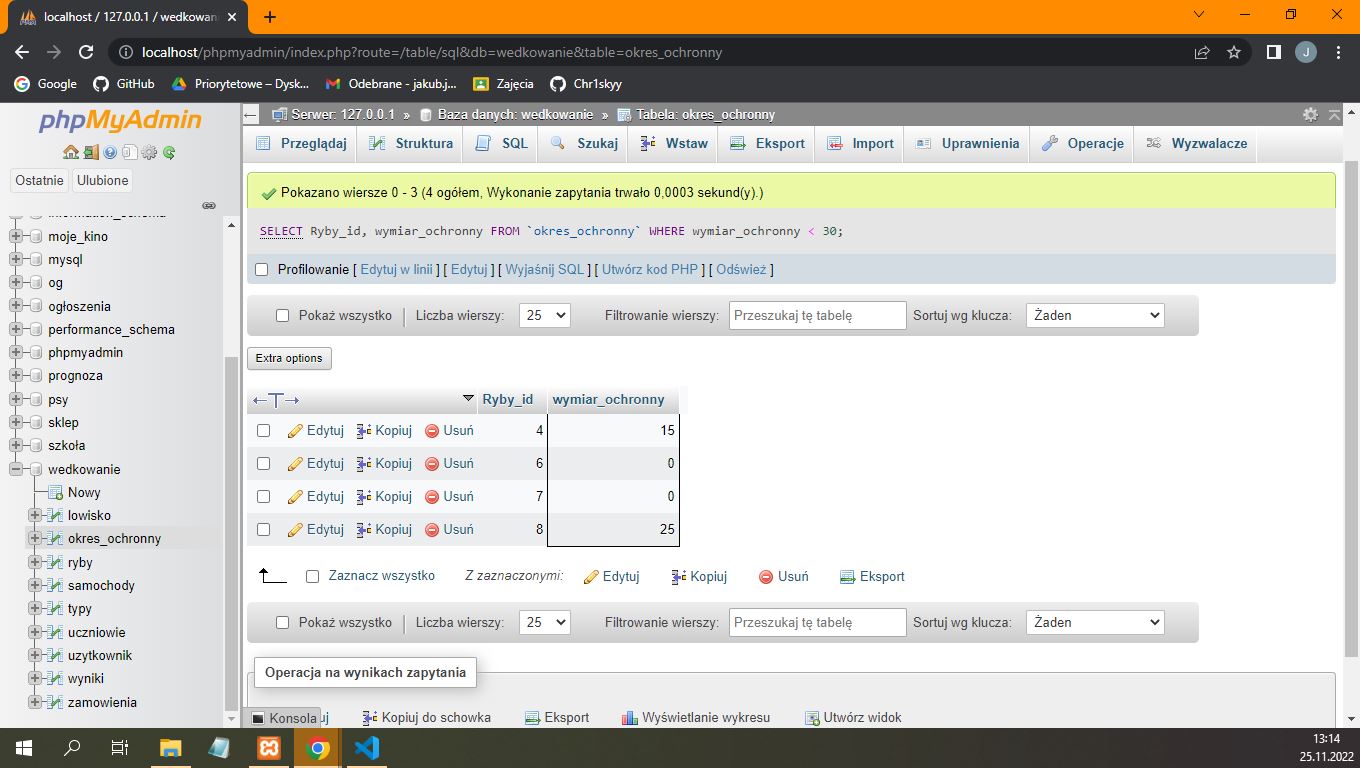 localhost / 127.0.0.1 / wedkowani
localhost/phpmyadmin/index.php?route=/table/sql&db=wedkowanie&table=okres_ochronny
J
Google GitHub Priorytetowe – Dysk... Odebrane - jakub.j... Zajęcia Chr1skyy
phpMyAdmin
Ostatnie Ulubione
moje_kino
mysql
og
ogłoszenia
performance_schema
phpmyadmin
prognoza
psy
sklep
szkoła
wedkowanie
Nowy
lowisko
okres_ochronny
ryby
samochody
typy
uczniowie
uzytkownik
wyniki
zamowienia
Serwer: 127.0.0.1 » Baza danych: wedkowanie » Tabela: okres_ochronny
Przeglądaj Struktura SQL Szukaj Wstaw Eksport Import Uprawnienia Operacje Wyzwalacze
Pokazano wiersze 0 - 3 (4 ogółem, Wykonanie zapytania trwało 0,0003 sekund(y).)
SELECT Ryby_id, wymiar_ochronny FROM `okres_ochronny` WHERE wymiar_ochronny < 30;
Profilowanie [ Edytuj w linii ] [ Edytuj ] [ Wyjaśnij SQL ] [ Utwórz kod PHP ] [ Odśwież ]
Pokaż wszystko Liczba wierszy: 25 Filtrowanie wierszy: Przeszukaj tę tabelę Sortuj wg klucza: Żaden
Extra options
←T→ Ryby_id wymiar_ochronny
Edytuj Kopiuj Usuń 4 15
Edytuj Kopiuj Usuń 6 0
Edytuj Kopiuj Usuń 7 0
Edytuj Kopiuj Usuń 8 25
Zaznacz wszystko Z zaznaczonymi: Edytuj Kopiuj Usuń Eksport
Pokaż wszystko Liczba wierszy: 25 Filtrowanie wierszy: Przeszukaj tę tabelę Sortuj wg klucza: Żaden
Operacja na wynikach zapytania
Konsola Kopiuj do schowka Eksport Wyświetlanie wykresu Utwórz widok
13:14
25.11.2022